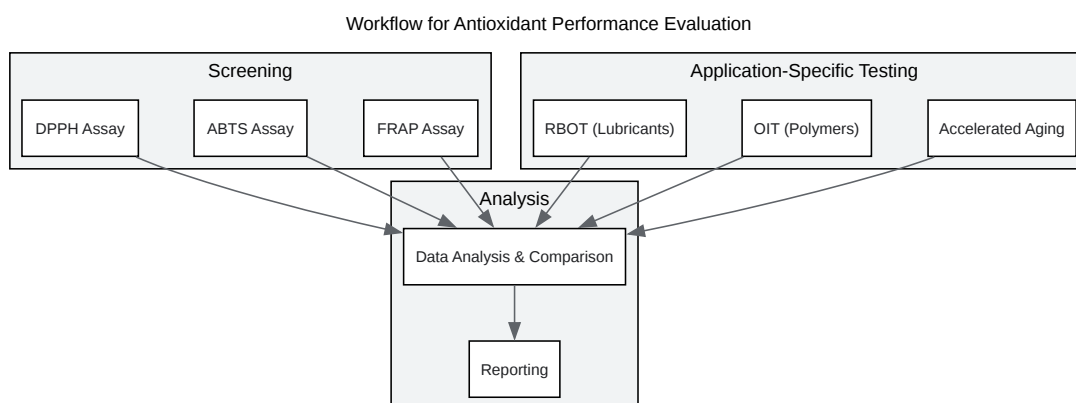 Workflow for Antioxidant Performance Evaluation
Screening
Application-Specific Testing
DPPH Assay
ABTS Assay
FRAP Assay
RBOT (Lubricants)
OIT (Polymers)
Accelerated Aging
Analysis
Data Analysis & Comparison
Reporting